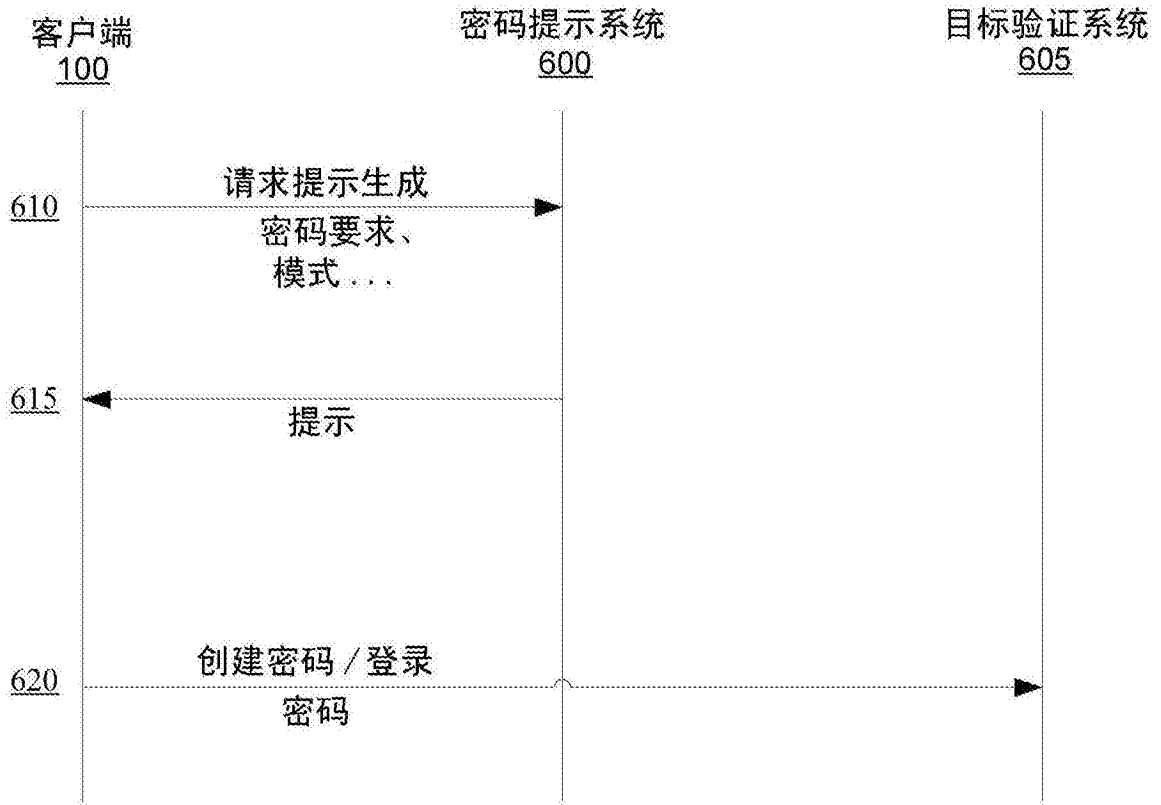 客户端
100
密码提示系统
600
目标验证系统
605
610
请求提示生成
密码要求、
模式...
615
提示
620
创建密码/登录
密码